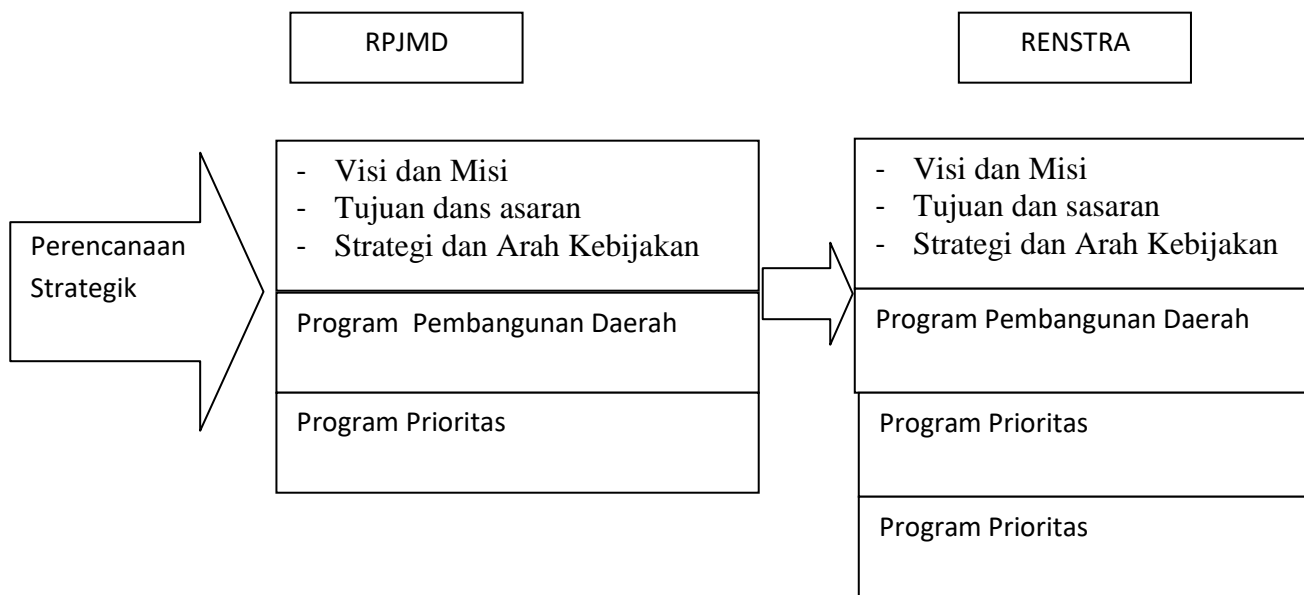 RPJMD
RENSTRA
Perencanaan
Strategik
- Visi dan Misi
- Tujuan dans asaran
- Strategi dan Arah Kebijakan
Program  Pembangunan Daerah
Program Prioritas
- Visi dan Misi
- Tujuan dan sasaran
- Strategi dan Arah Kebijakan
Program Pembangunan Daerah
Program Prioritas
Program Prioritas